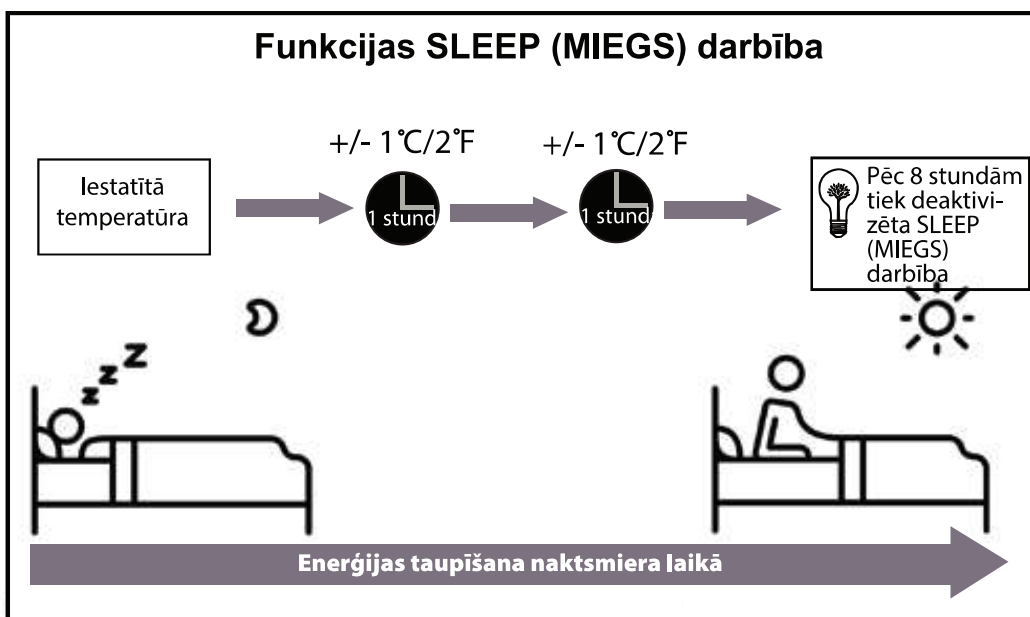 Funkcijas SLEEP (MIEGS) darbība
+/- 1°C/2°F
+/- 1°C/2°F
Iestatītā
temperatūra
1 stund
1 stund
Pēc 8 stundām
tiek deaktivi-
zēta SLEEP
(MIEGS)
darbība
z z z
Enerģijas taupīšana naktsmiera laikā